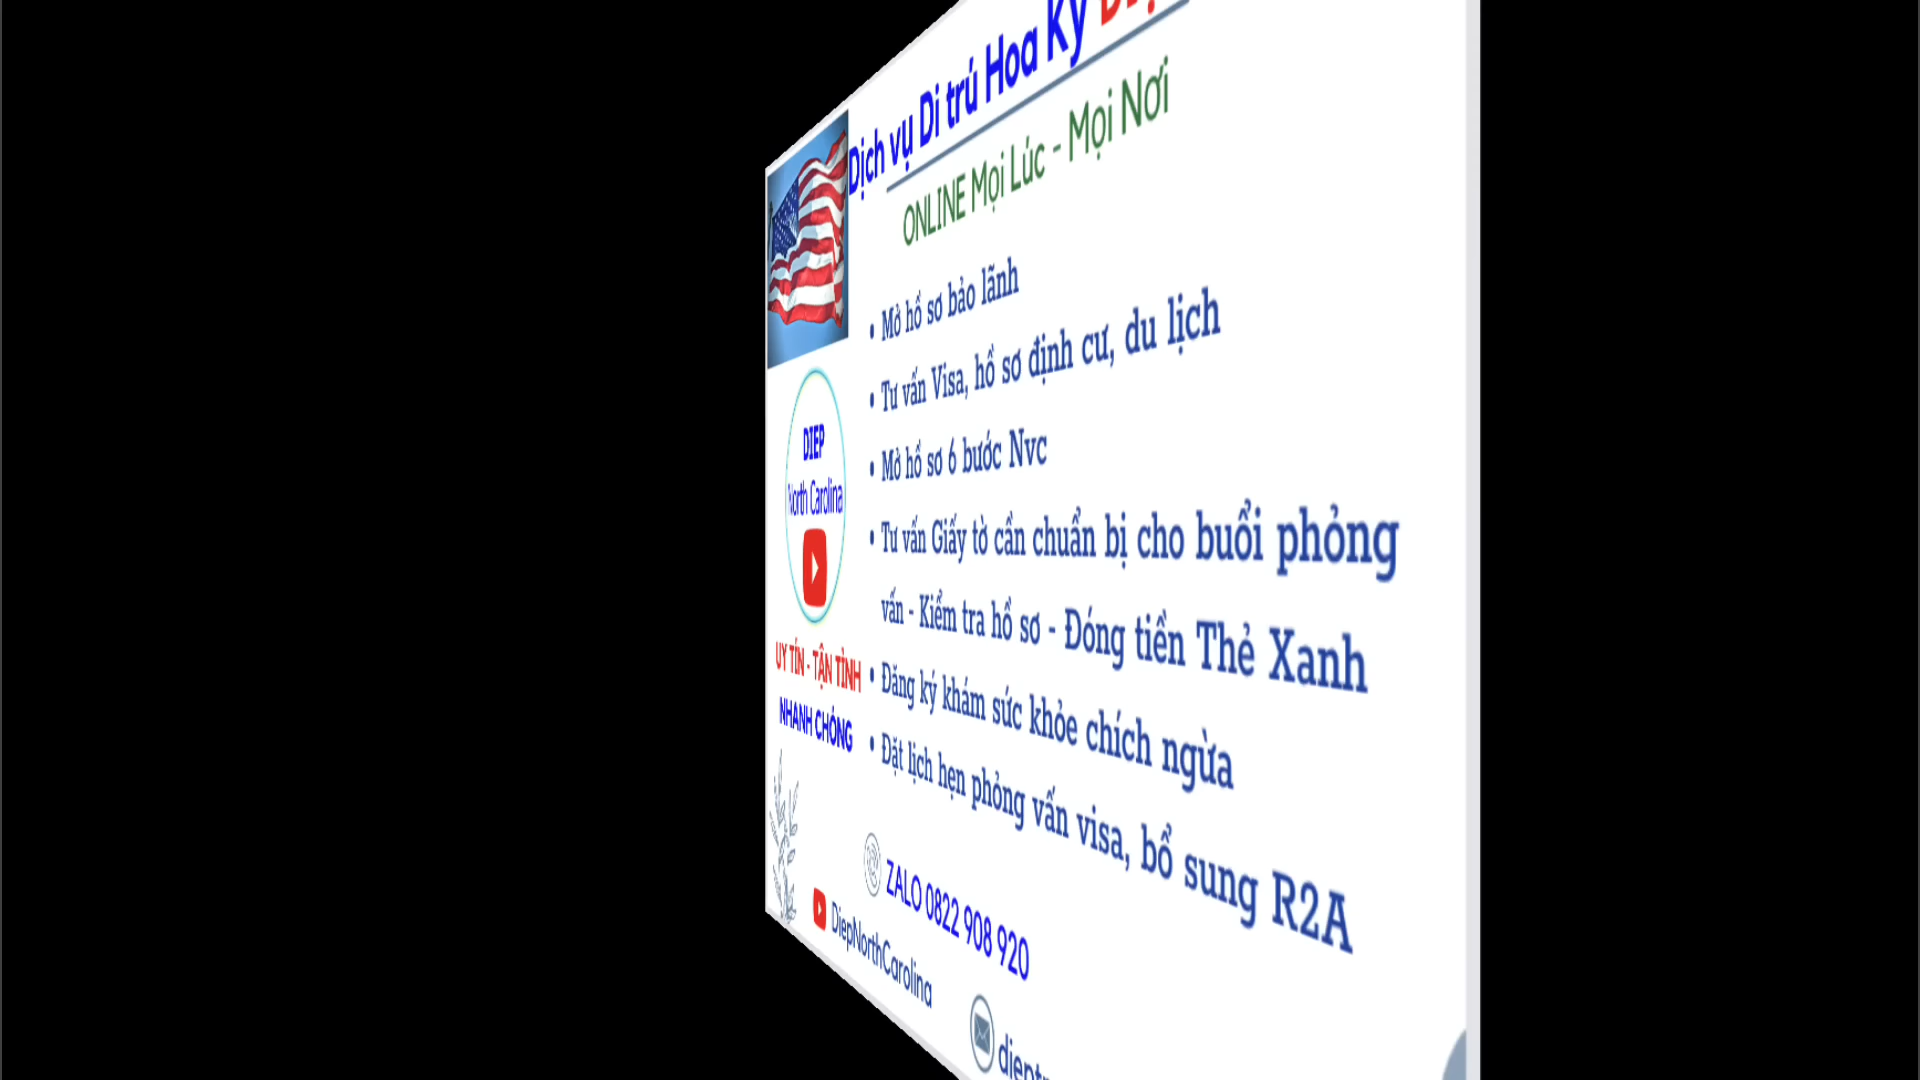 Dịch vụ Di trú Hoa Kỳ
ONLINE Mọi Lúc - Mọi Nơi
• Mở hồ sơ bảo lãnh
• Tư vấn Visa, hồ sơ định cư, du lịch
• Mở hồ sơ 6 bước Nvc
• Tư vấn Giấy tờ cần chuẩn bị cho buổi phỏng
vấn - Kiểm tra hồ sơ - Đóng tiền Thẻ Xanh
• Đăng ký khám sức khỏe chích ngừa
• Đặt lịch hẹn phỏng vấn visa, bổ sung R2A
DIEP
North Carolina
UY TÍN - TẬN TÌNH
NHANH CHÓNG
ZALO 0822 908 920
DiepNorthCarolina